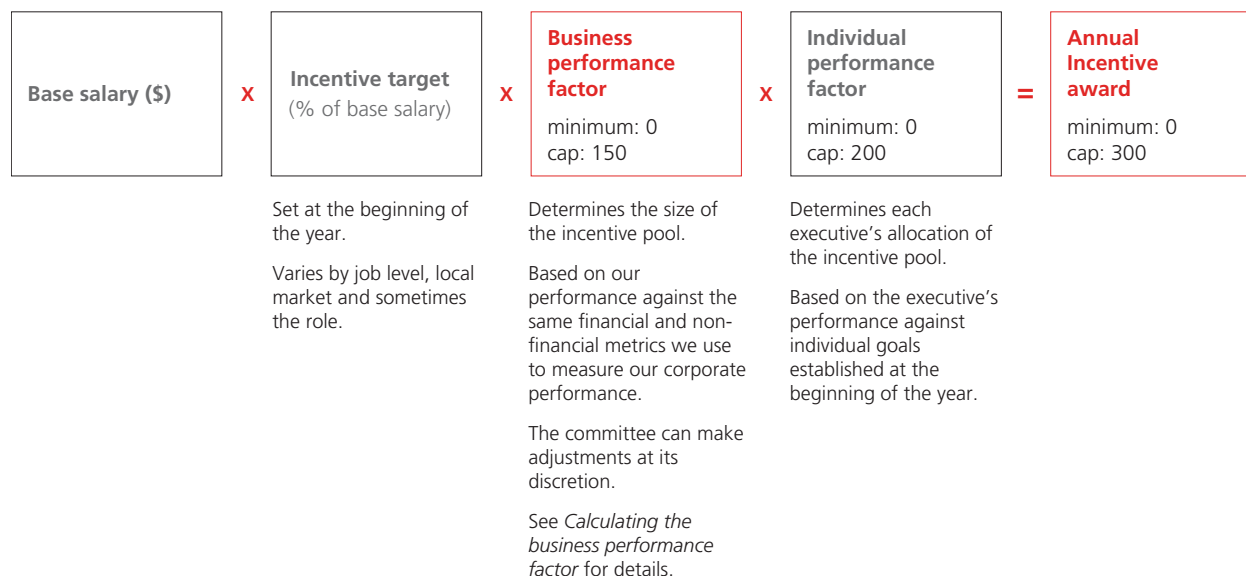 Base salary ($)
x
Incentive target
(% of base salary)
x
Business
performance
factor
minimum: 0
cap: 150
x
Individual
performance
factor
minimum: 0
cap: 200
=
Annual
Incentive
award
minimum: 0
cap: 300
Set at the beginning of
the year.
Varies by job level, local
market and sometimes
the role.
Determines the size of
the incentive pool.
Based on our
performance against the
same financial and non-
financial metrics we use
to measure our corporate
performance.
The committee can make
adjustments at its
discretion.
See Calculating the
business performance
factor for details.
Determines each
executive’s allocation of
the incentive pool.
Based on the executive’s
performance against
individual goals
established at the
beginning of the year.